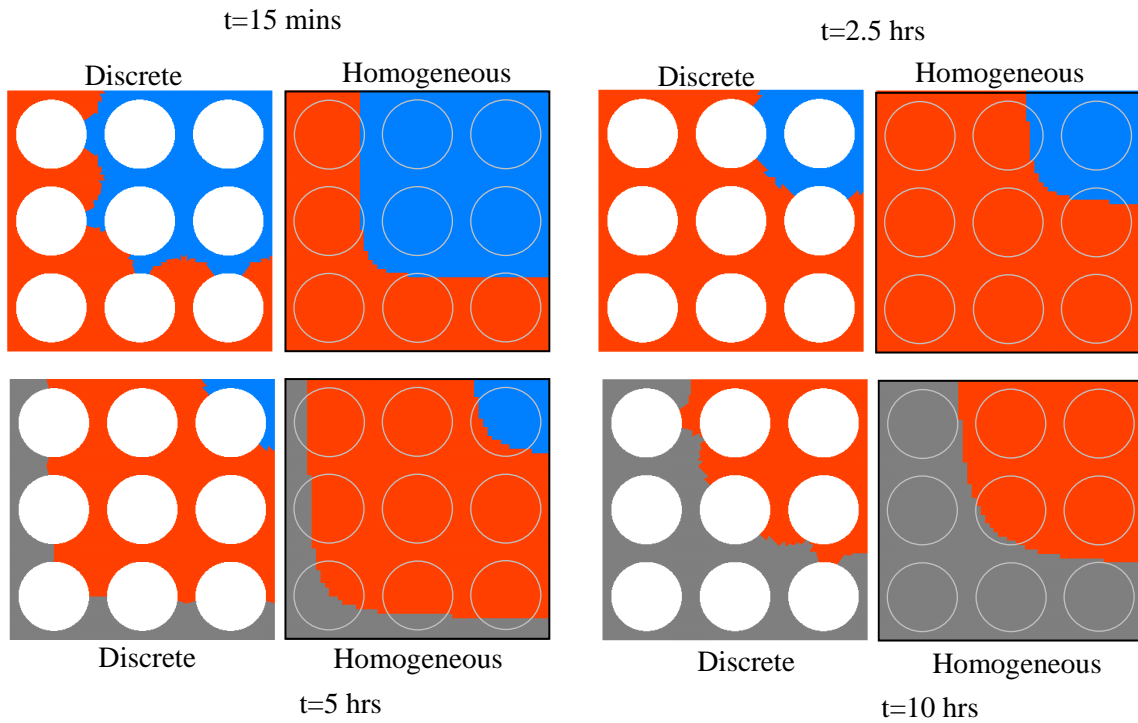 t=15 mins
t=2.5 hrs
Discrete
Homogeneous
Discrete
Homogeneous
Discrete
Homogeneous
Discrete
Homogeneous
t=5 hrs
t=10 hrs